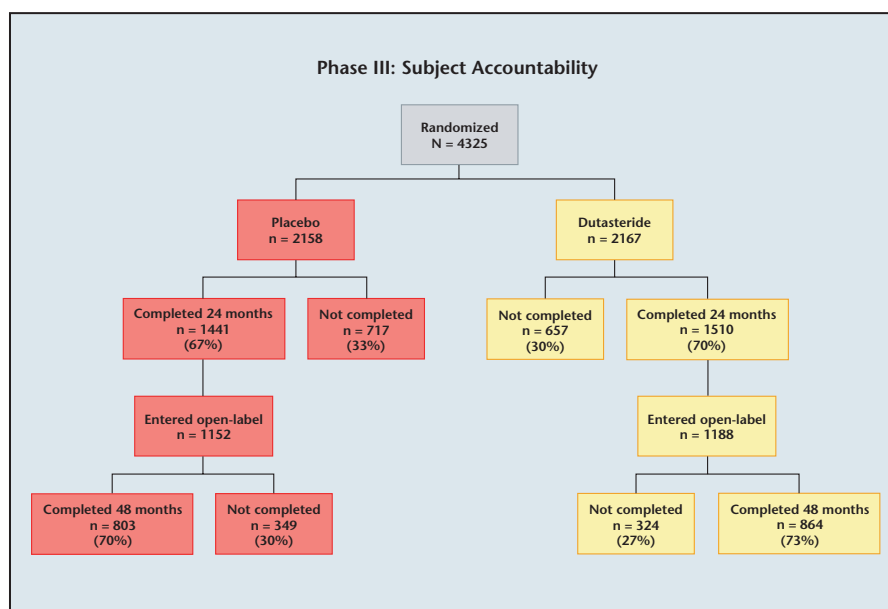 Phase III: Subject Accountability
Randomized
N = 4325
Placebo
n = 2158
Dutasteride
n = 2167
Completed 24 months
n = 1441
(67%)
Not completed
n = 717
(33%)
Not completed
n = 657
(30%)
Completed 24 months
n = 1510
(70%)
Entered open-label
n = 1152
Entered open-label
n = 1188
Completed 48 months
n = 803
(70%)
Not completed
n = 349
(30%)
Not completed
n = 324
(27%)
Completed 48 months
n = 864
(73%)